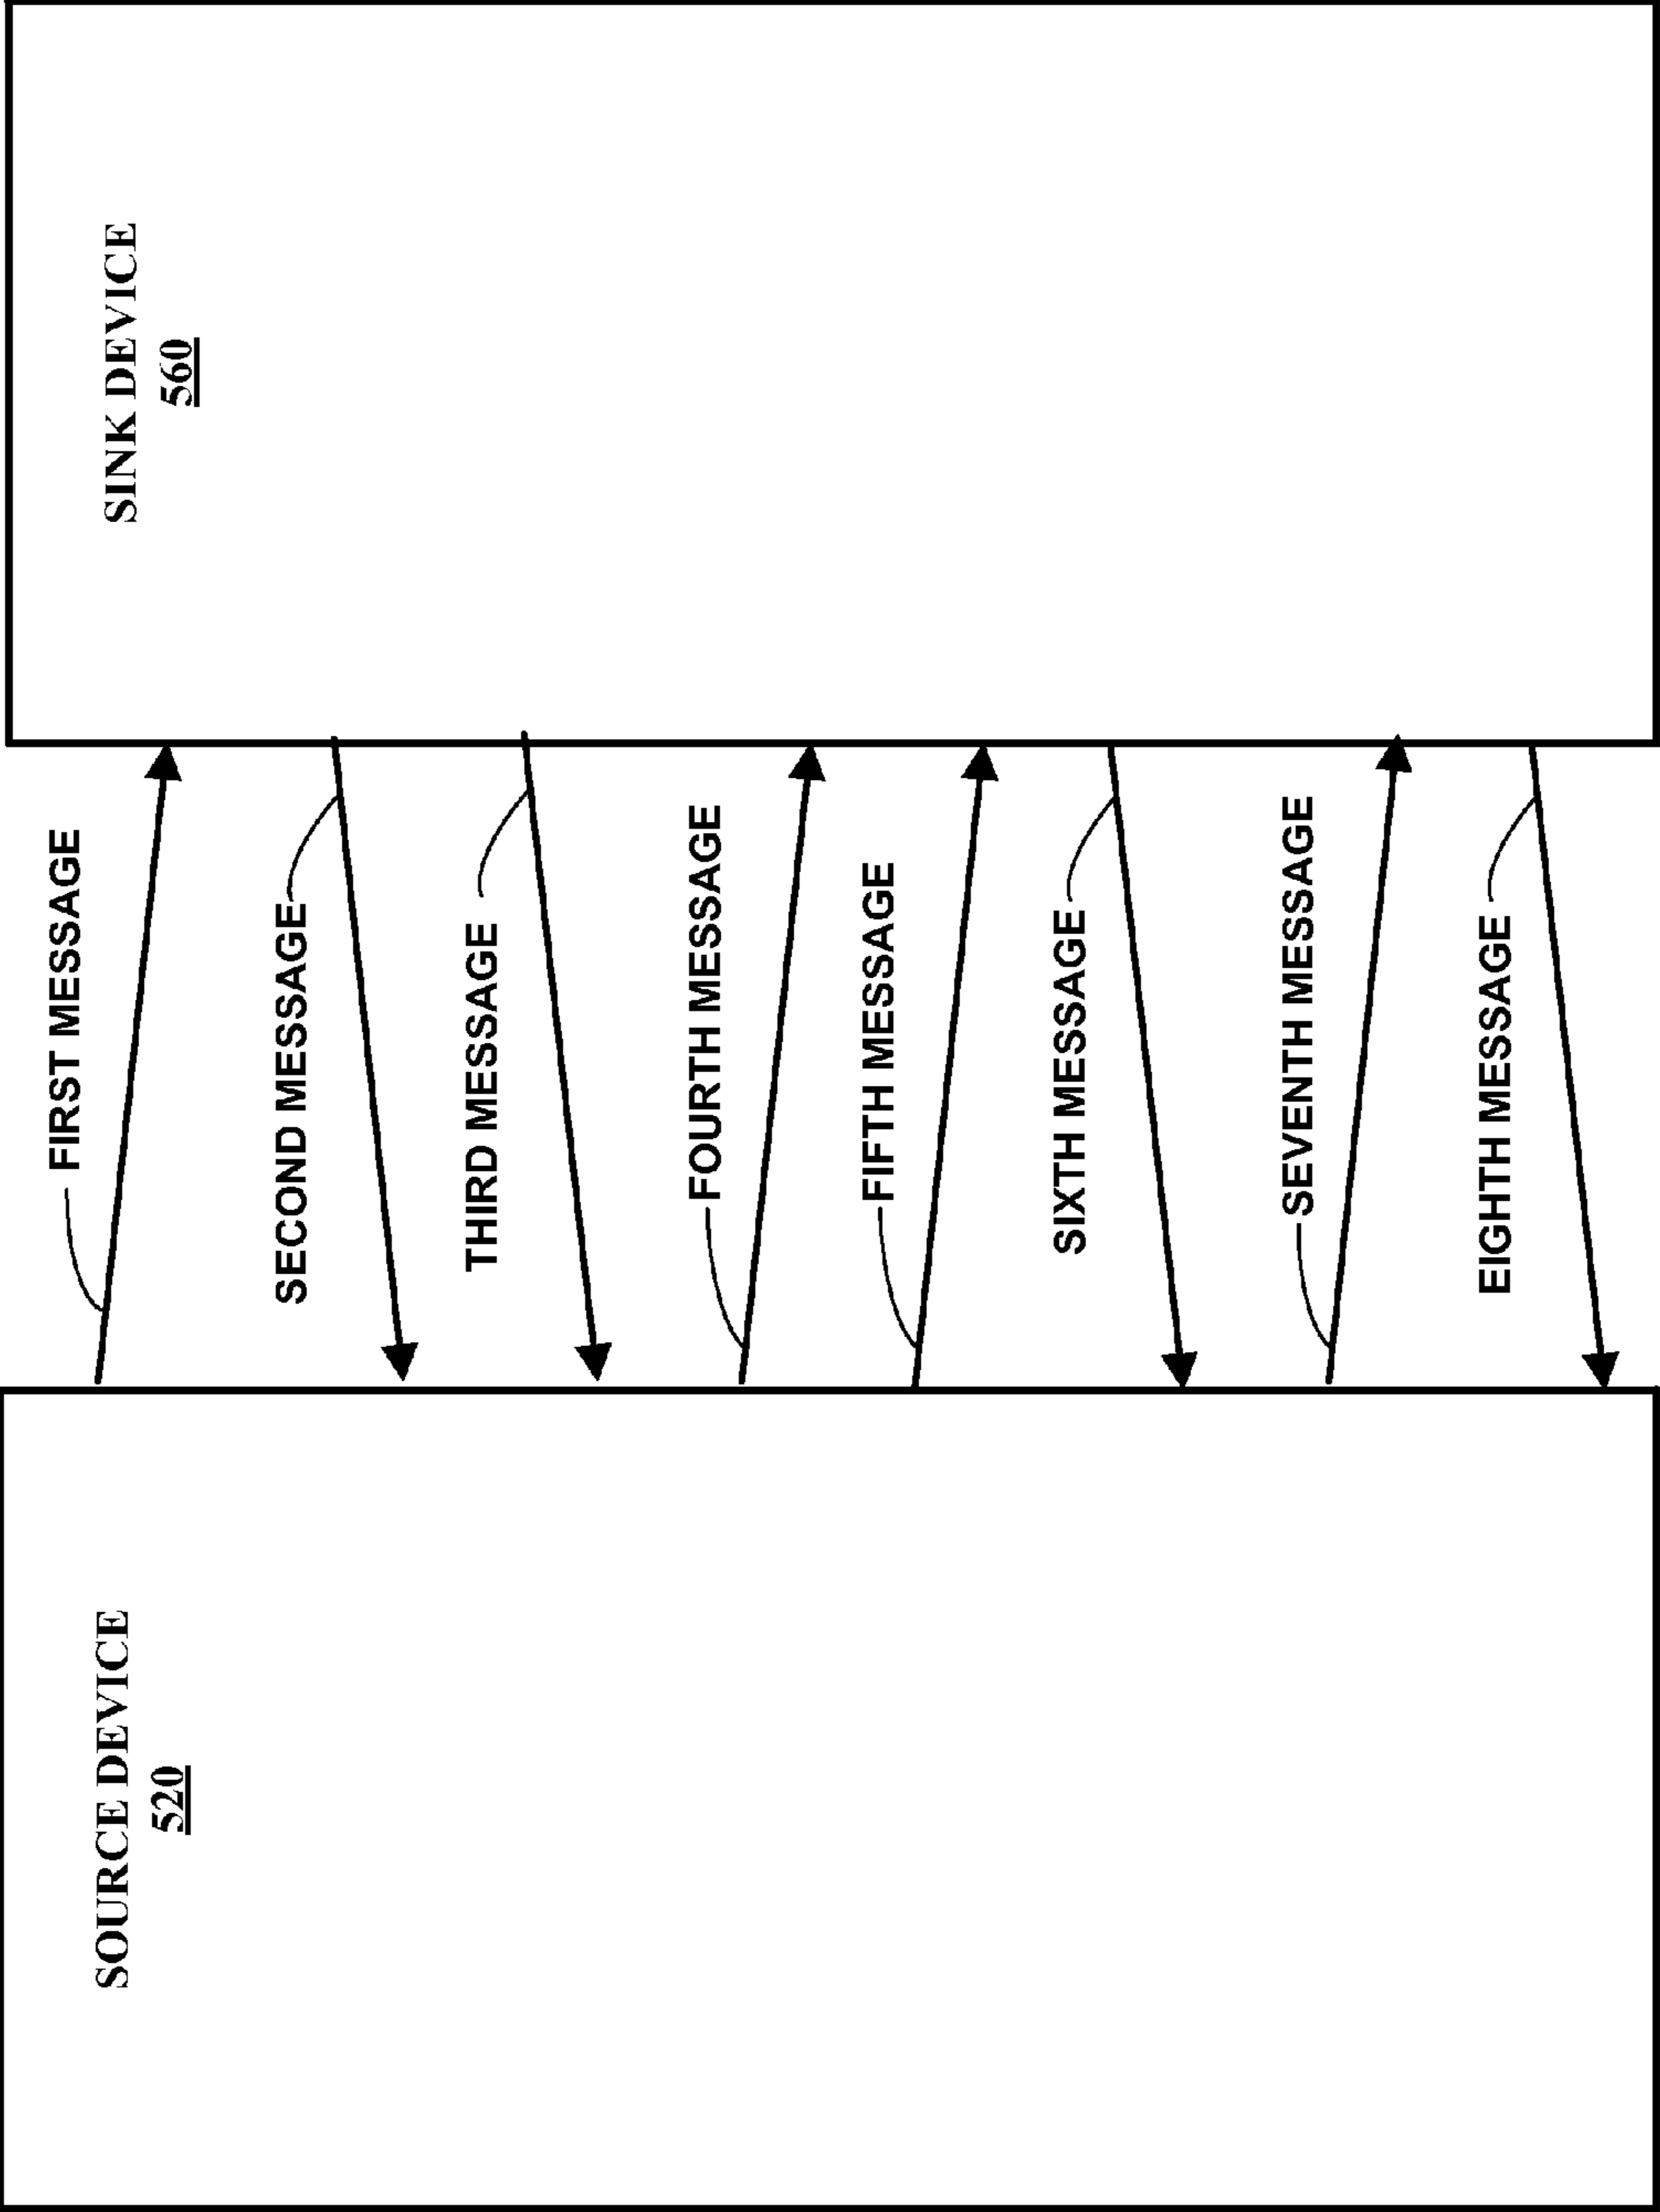 SOURCE DEVICE
520
SINK DEVICE
560
FIRST MESSAGE
SECOND MESSAGE
THIRD MESSAGE
FOURTH MESSAGE
FIFTH MESSAGE
SIXTH MESSAGE
SEVENTH MESSAGE
EIGHTH MESSAGE